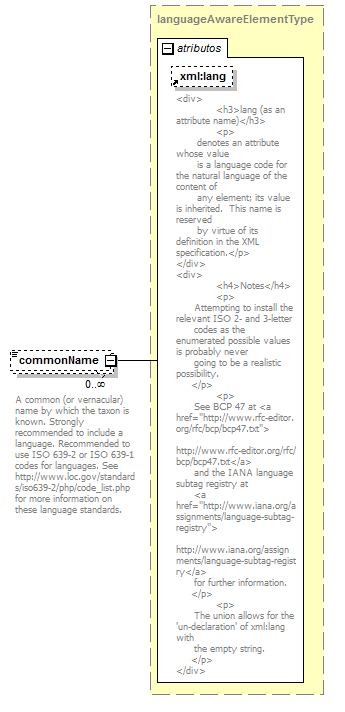 languageAwareElementType
atributos
xml:lang
<div>
<h3>lang (as an
attribute name)</h3>
<p>
denotes an attribute
whose value
is a language code for
the natural language of the
content of
any element; its value
is inherited.  This name is
reserved
by virtue of its
definition in the XML
specification.</p>
</div>
<div>
<h4>Notes</h4>
<p>
Attempting to install the
relevant ISO 2- and 3-letter
codes as the
enumerated possible values
is probably never
going to be a realistic
possibility.
</p>
<p>
See BCP 47 at <a
href="http://www.rfc-editor.
org/rfc/bcp/bcp47.txt">
http://www.rfc-editor.org/rfc/
bcp/bcp47.txt</a>
and the IANA language
subtag registry at
<a
href="http://www.iana.org/a
ssignments/language-subtag-
registry">
http://www.iana.org/assign
ments/language-subtag-regist
ry</a>
for further information.
</p>
<p>
The union allows for the
'un-declaration' of xml:lang
with
the empty string.
</p>
</div>
commonName
0..∞
A common (or vernacular)
name by which the taxon is
known. Strongly
recommended to include a
language. Recommended to
use ISO 639-2 or ISO 639-1
codes for languages. See
http://www.loc.gov/standard
s/iso639-2/php/code_list.php
for more information on
these language standards.